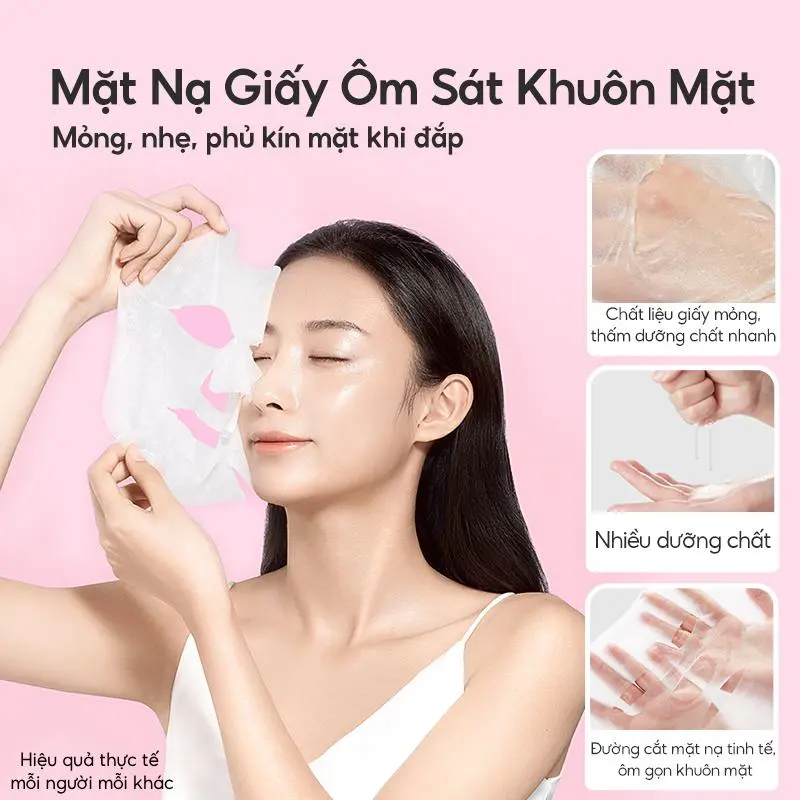 Mặt Nạ Giấy Ôm Sát Khuôn Mặt
Mỏng, nhẹ, phủ kín mặt khi đắp
Chất liệu giấy mỏng,
thấm dưỡng chất nhanh
Nhiều dưỡng chất
Đường cắt mặt nạ tinh tế,
ôm gọn khuôn mặt
Hiệu quả thực tế
mỗi người mỗi khác